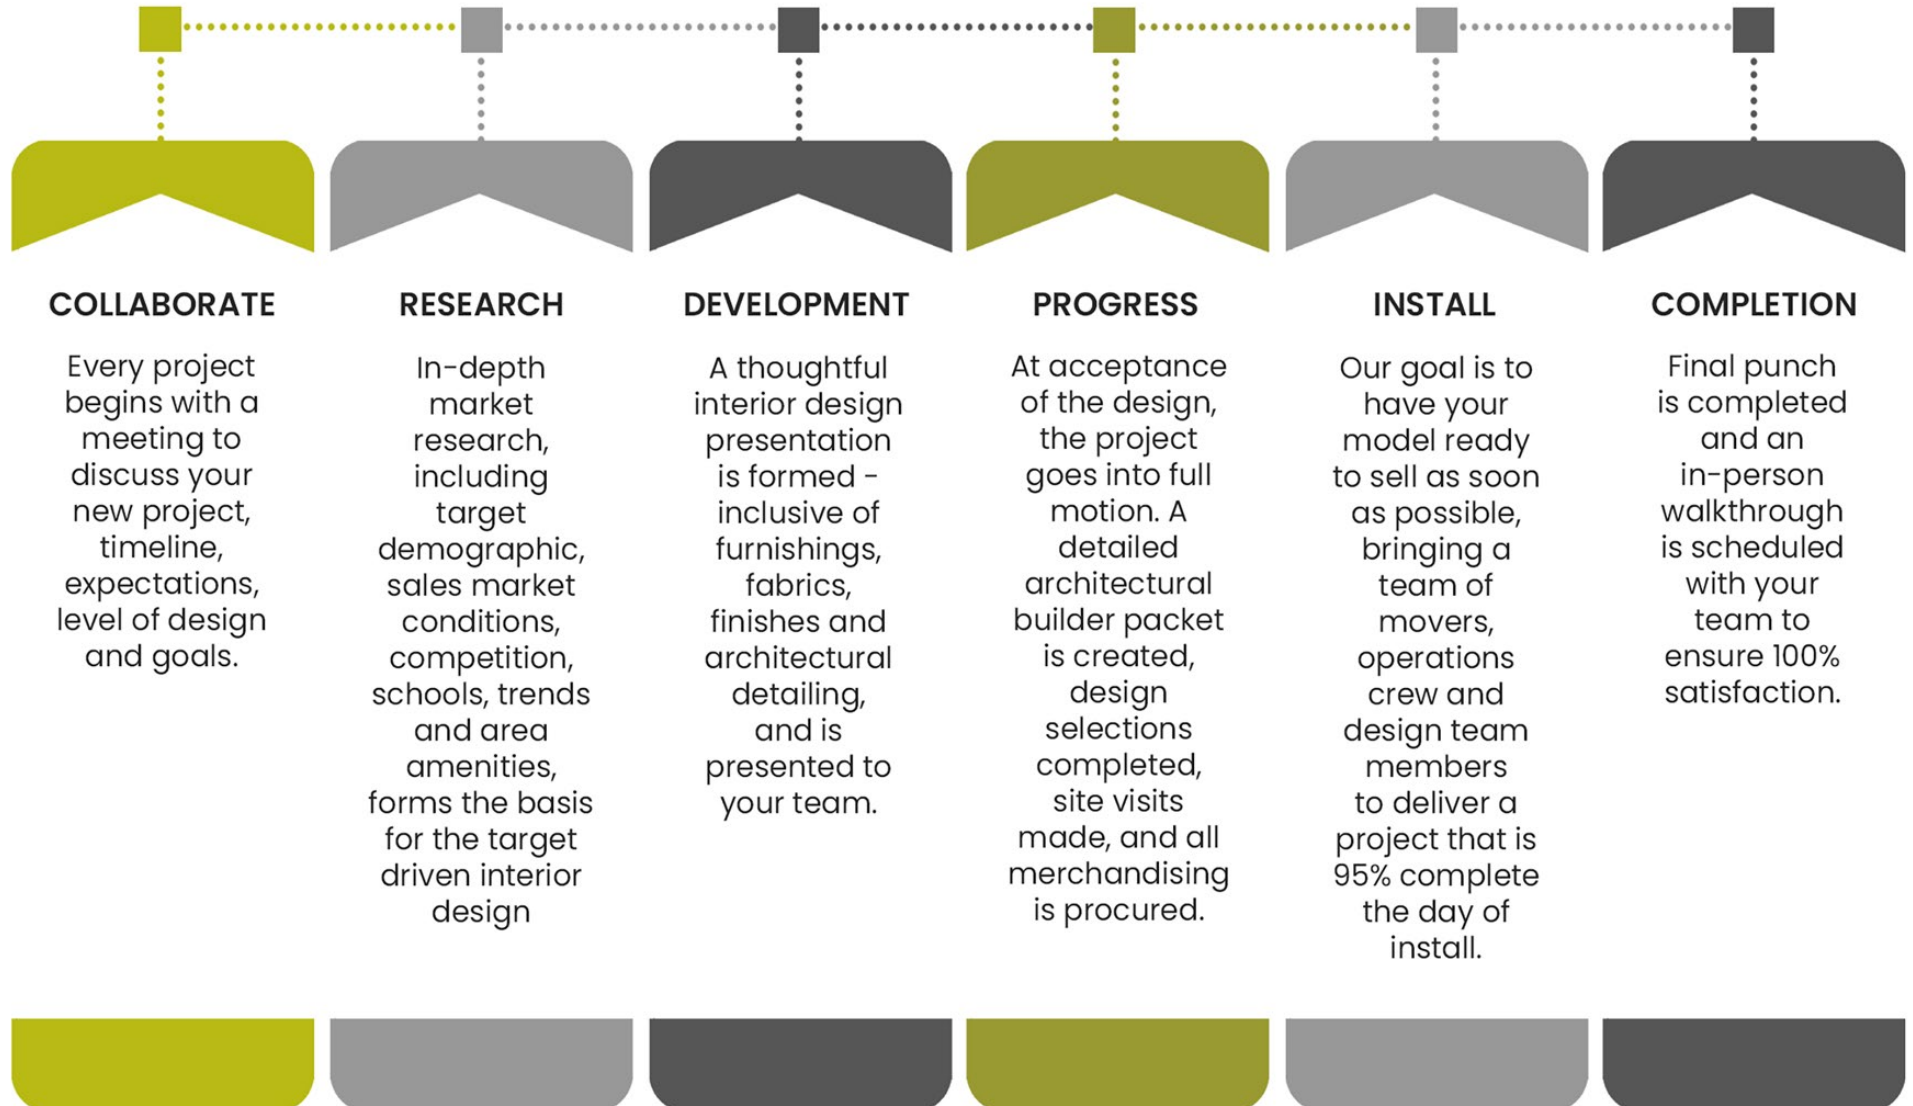 COLLABORATE
Every project
begins with a
meeting to
discuss your
new project,
timeline,
expectations,
level of design
and goals.
RESEARCH
In-depth
market
research,
including
target
demographic,
sales market
conditions,
competition,
schools, trends
and area
amenities,
forms the basis
for the target
driven interior
design
DEVELOPMENT
A thoughtful
interior design
presentation
is formed -
inclusive of
furnishings,
fabrics,
finishes and
architectural
detailing,
and is
presented to
your team.
PROGRESS
At acceptance
of the design,
the project
goes into full
motion. A
detailed
architectural
builder packet
is created,
design
selections
completed,
site visits
made, and all
merchandising
is procured.
INSTALL
Our goal is to
have your
model ready
to sell as soon
as possible,
bringing a
team of
movers,
operations
crew and
design team
members
to deliver a
project that is
95% complete
the day of
install.
COMPLETION
Final punch
is completed
and an
in-person
walkthrough
is scheduled
with your
team to
ensure 100%
satisfaction.